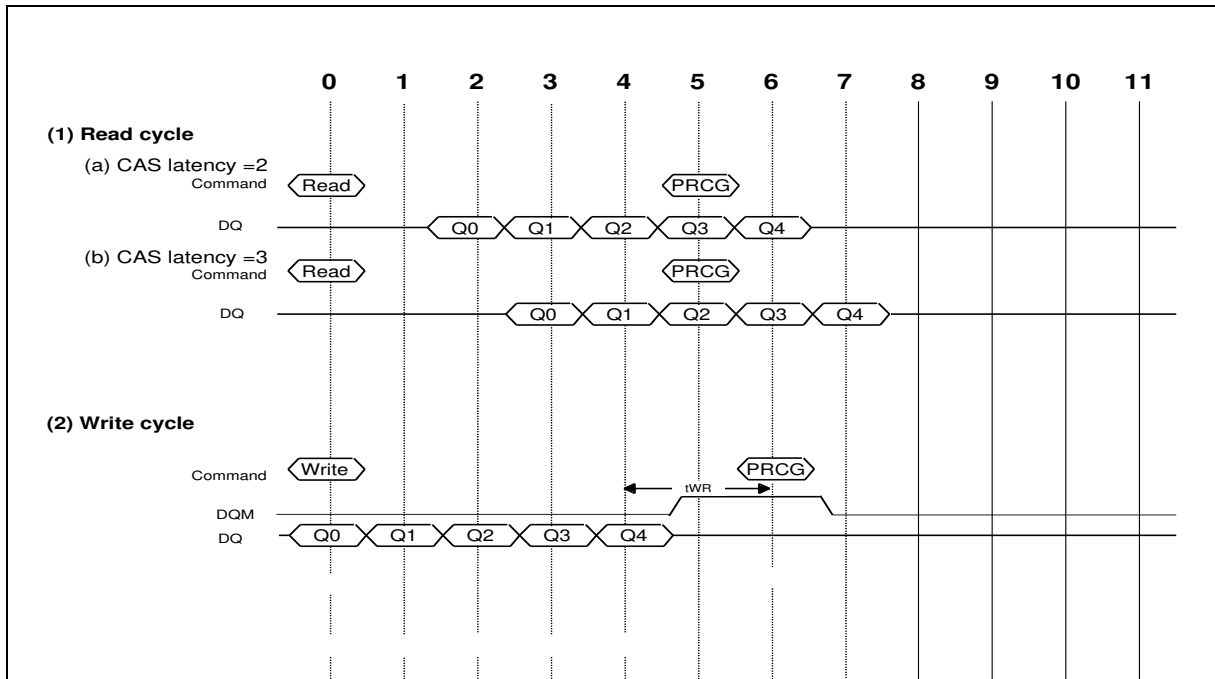 0 1 2 3 4 5 6 7 8 9 10 11
(1) Read cycle
(a) CAS latency =2
Command Read PRCG
DQ Q0 Q1 Q2 Q3 Q4
(b) CAS latency =3
Command Read PRCG
DQ Q0 Q1 Q2 Q3 Q4
(2) Write cycle
Command Write PRCG
tWR
DQM
DQ Q0 Q1 Q2 Q3 Q4